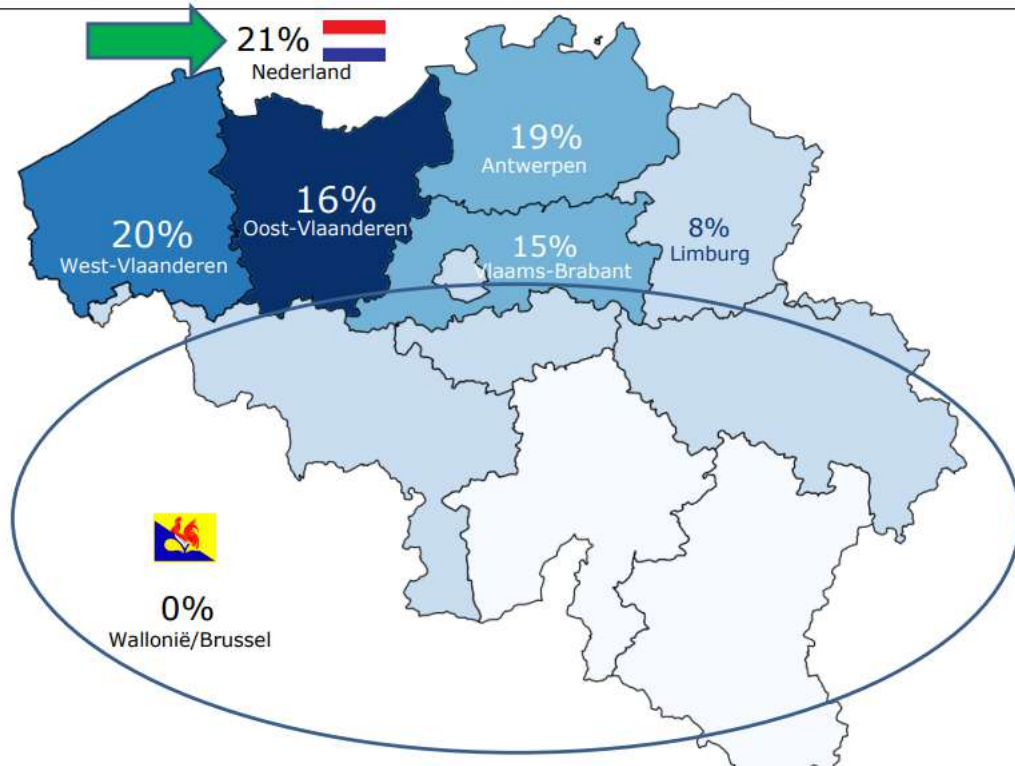 21%
Nederland
19%
Antwerpen
16%
Oost-Vlaanderen
20%
West-Vlaanderen
15%
Vlaams-Brabant
8%
Limburg
0%
Wallonië/Brussel